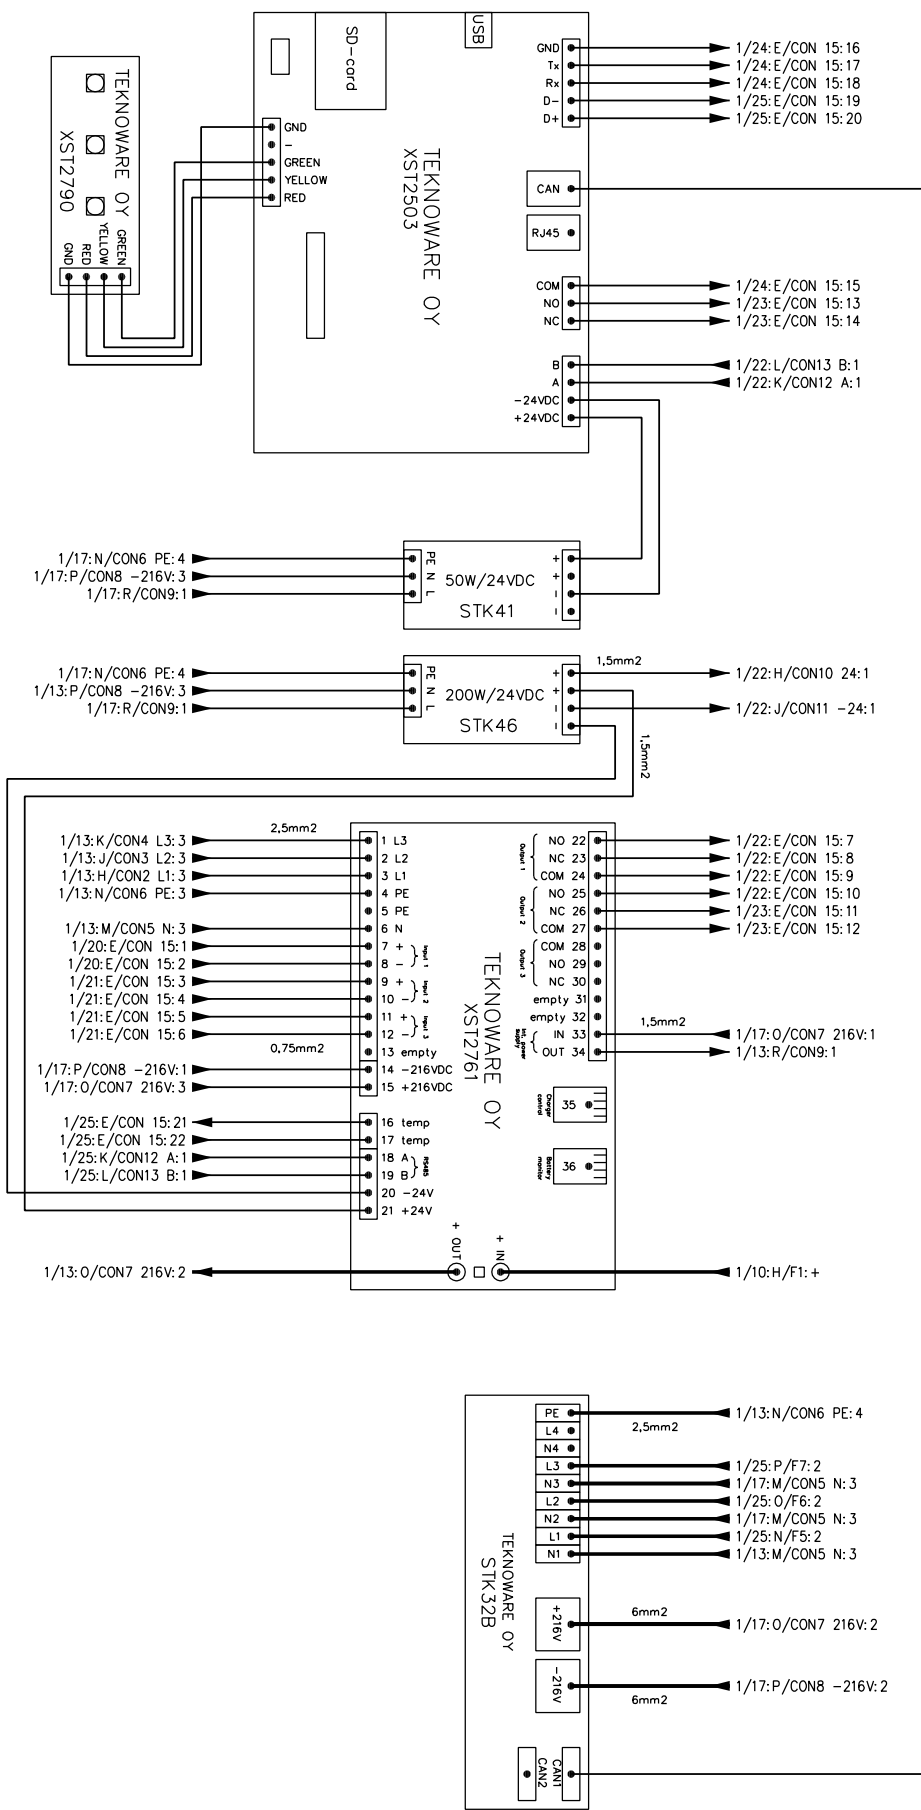 TEKNOWARE OY
XST2790
GND
RED
YELLOW
GREEN
SD-card
USB
TEKNOWARE OY
XST2503
GND
-
GREEN
YELLOW
RED
GND 1/24:E/CON 15:16
Tx 1/24:E/CON 15:17
Rx 1/24:E/CON 15:18
D- 1/25:E/CON 15:19
D+ 1/25:E/CON 15:20
CAN
RJ45
COM 1/24:E/CON 15:15
NO 1/23:E/CON 15:13
NC 1/23:E/CON 15:14
B 1/22:L/CON13 B:1
A 1/22:K/CON12 A:1
-24VDC
+24VDC
1/17:N/CON6 PE:4 PE
1/17:P/CON8 -216V:3 N
1/17:R/CON9:1 L
50W/24VDC
STK41
+
+
-
-
1/17:N/CON6 PE:4 PE
1/13:P/CON8 -216V:3 N
1/17:R/CON9:1 L
200W/24VDC
STK46
+ 1,5mm2 1/22:H/CON10 24:1
+
- 1/22:J/CON11 -24:1
-
1,5mm2
2,5mm2
1/13:K/CON4 L3:3 1 L3
1/13:J/CON3 L2:3 2 L2
1/13:H/CON2 L1:3 3 L1
1/13:N/CON6 PE:3 4 PE
5 PE
1/13:M/CON5 N:3 6 N
1/20:E/CON 15:1 7 +
1/20:E/CON 15:2 8 -
Input 1
1/21:E/CON 15:3 9 +
1/21:E/CON 15:4 10 -
Input 2
1/21:E/CON 15:5 11 +
1/21:E/CON 15:6 12 -
Input 3
0,75mm2
13 empty
1/17:P/CON8 -216V:1 14 -216VDC
1/17:O/CON7 216V:3 15 +216VDC
1/25:E/CON 15:21 16 temp
1/25:E/CON 15:22 17 temp
1/25:K/CON12 A:1 18 A
1/25:L/CON13 B:1 19 B
RS485
20 -24V
21 +24V
TEKNOWARE OY
XST2761
Output 1
NO 22 1/22:E/CON 15:7
NC 23 1/22:E/CON 15:8
COM 24 1/22:E/CON 15:9
Output 2
NO 25 1/22:E/CON 15:10
NC 26 1/23:E/CON 15:11
COM 27 1/23:E/CON 15:12
Output 3
COM 28
NO 29
NC 30
empty 31
empty 32
Int. power
supply
1,5mm2
IN 33 1/17:O/CON7 216V:1
OUT 34 1/13:R/CON9:1
Charger
control
35
Battery
monitor
36
+ OUT
+ IN
1/13:O/CON7 216V:2
1/10:H/F1:+
TEKNOWARE OY
STK32B
PE 1/13:N/CON6 PE:4
2,5mm2
L4
N4
L3 1/25:P/F7:2
N3 1/17:M/CON5 N:3
L2 1/25:O/F6:2
N2 1/17:M/CON5 N:3
L1 1/25:N/F5:2
N1 1/13:M/CON5 N:3
+216V 6mm2 1/17:O/CON7 216V:2
-216V 6mm2 1/17:P/CON8 -216V:2
CAN1
CAN2